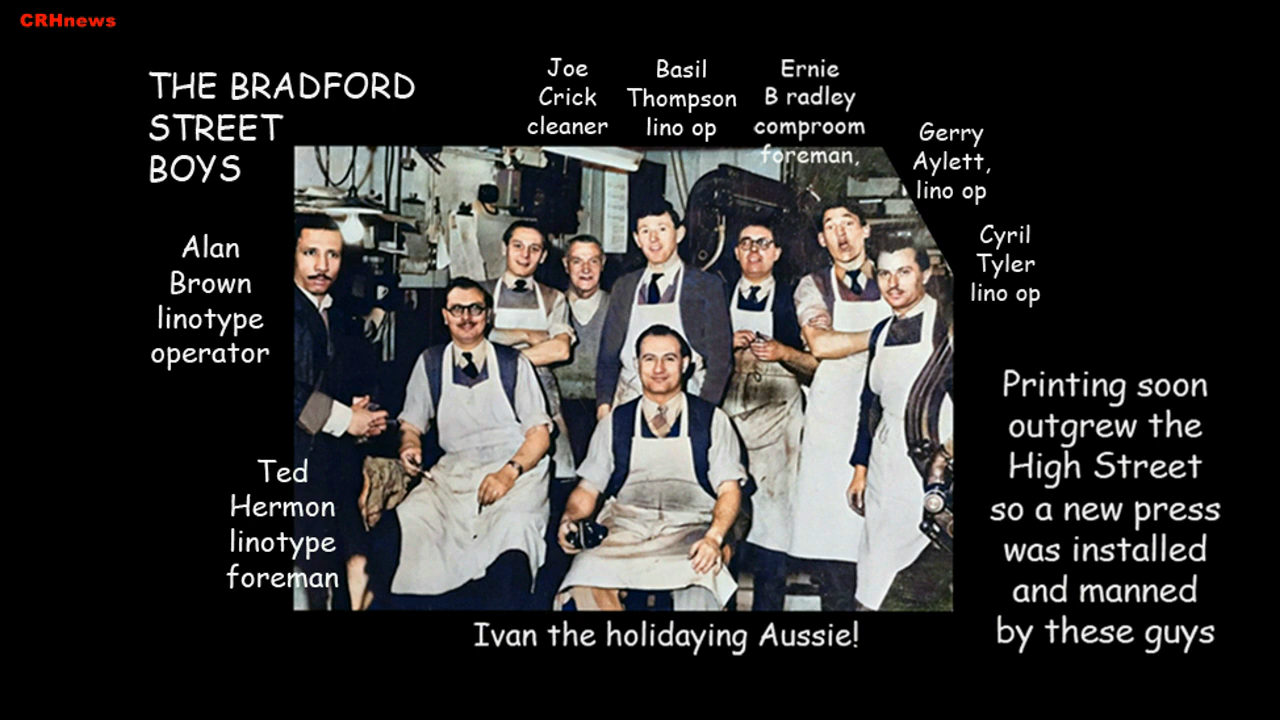 CRHnews
THE BRADFORD
STREET
BOYS
Joe
Crick
cleaner
Basil
Thompson
lino op
Ernie
B radley
comproom
foreman,
Gerry
Aylett,
lino op
Cyril
Tyler
lino op
Alan
Brown
linotype
operator
Ted
Hermon
linotype
foreman
Printing soon
outgrew the
High Street
so a new press
was installed
and manned
by these guys
Ivan the holidaying Aussie!